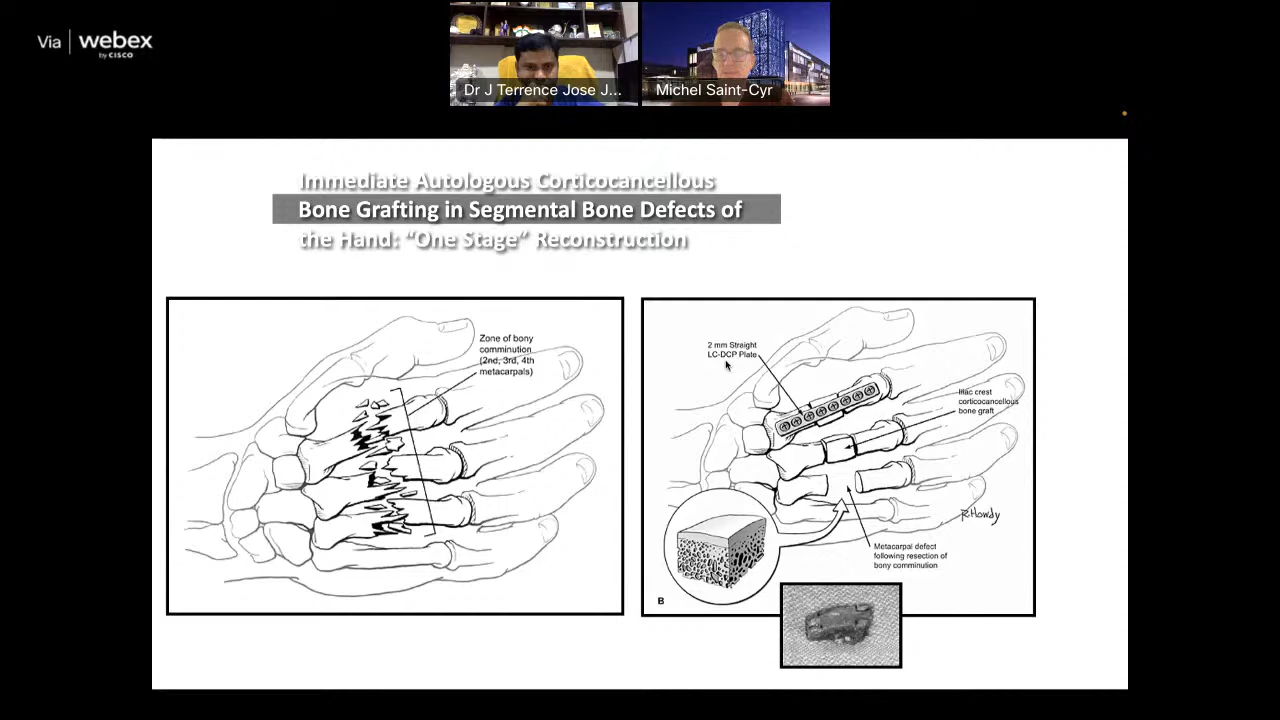 Via | webex
by CISCO
Dr J Terrence Jose J...
Michel Saint-Cyr
Immediate Autologous Corticocancellous
Bone Grafting in Segmental Bone Defects of
the Hand: "One Stage" Reconstruction
Zone of bony
comminution
(2nd, 3rd, 4th
metacarpals)
2 mm Straight
LC-DCP Plate
Iliac crest
corticocancellous
bone graft
R.Howdy
Metacarpal defect
following resection of
bony comminution
B